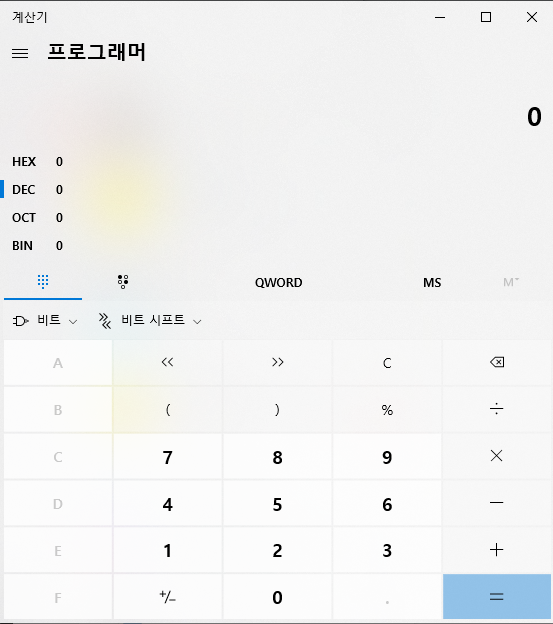 계산기
프로그래머
0
HEX 0
DEC 0
OCT 0
BIN 0
QWORD MS M˅
비트 비트 시프트
A << >> C
B ( ) % ÷
C 7 8 9 ×
D 4 5 6 −
E 1 2 3 +
F +/− 0 . =